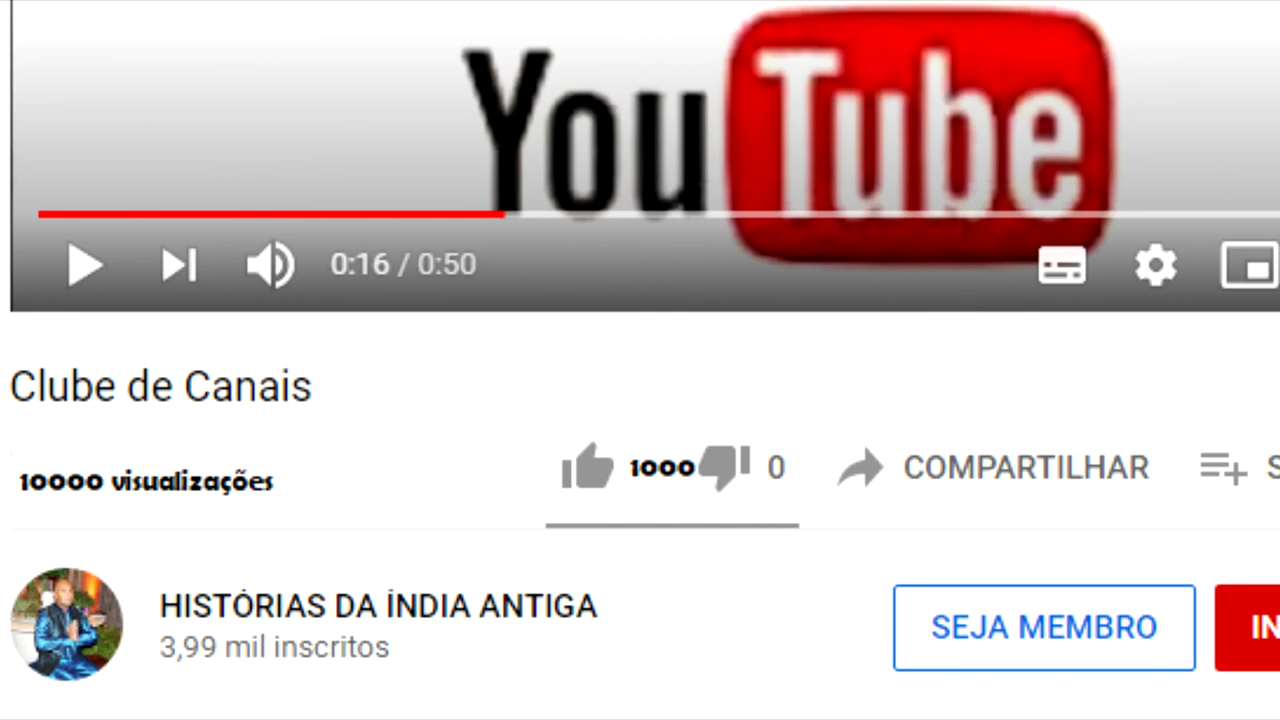 YouTube
0:16 / 0:50
Clube de Canais
10000 visualizações
1000 0 COMPARTILHAR S
HISTÓRIAS DA ÍNDIA ANTIGA
3,99 mil inscritos
SEJA MEMBRO IN